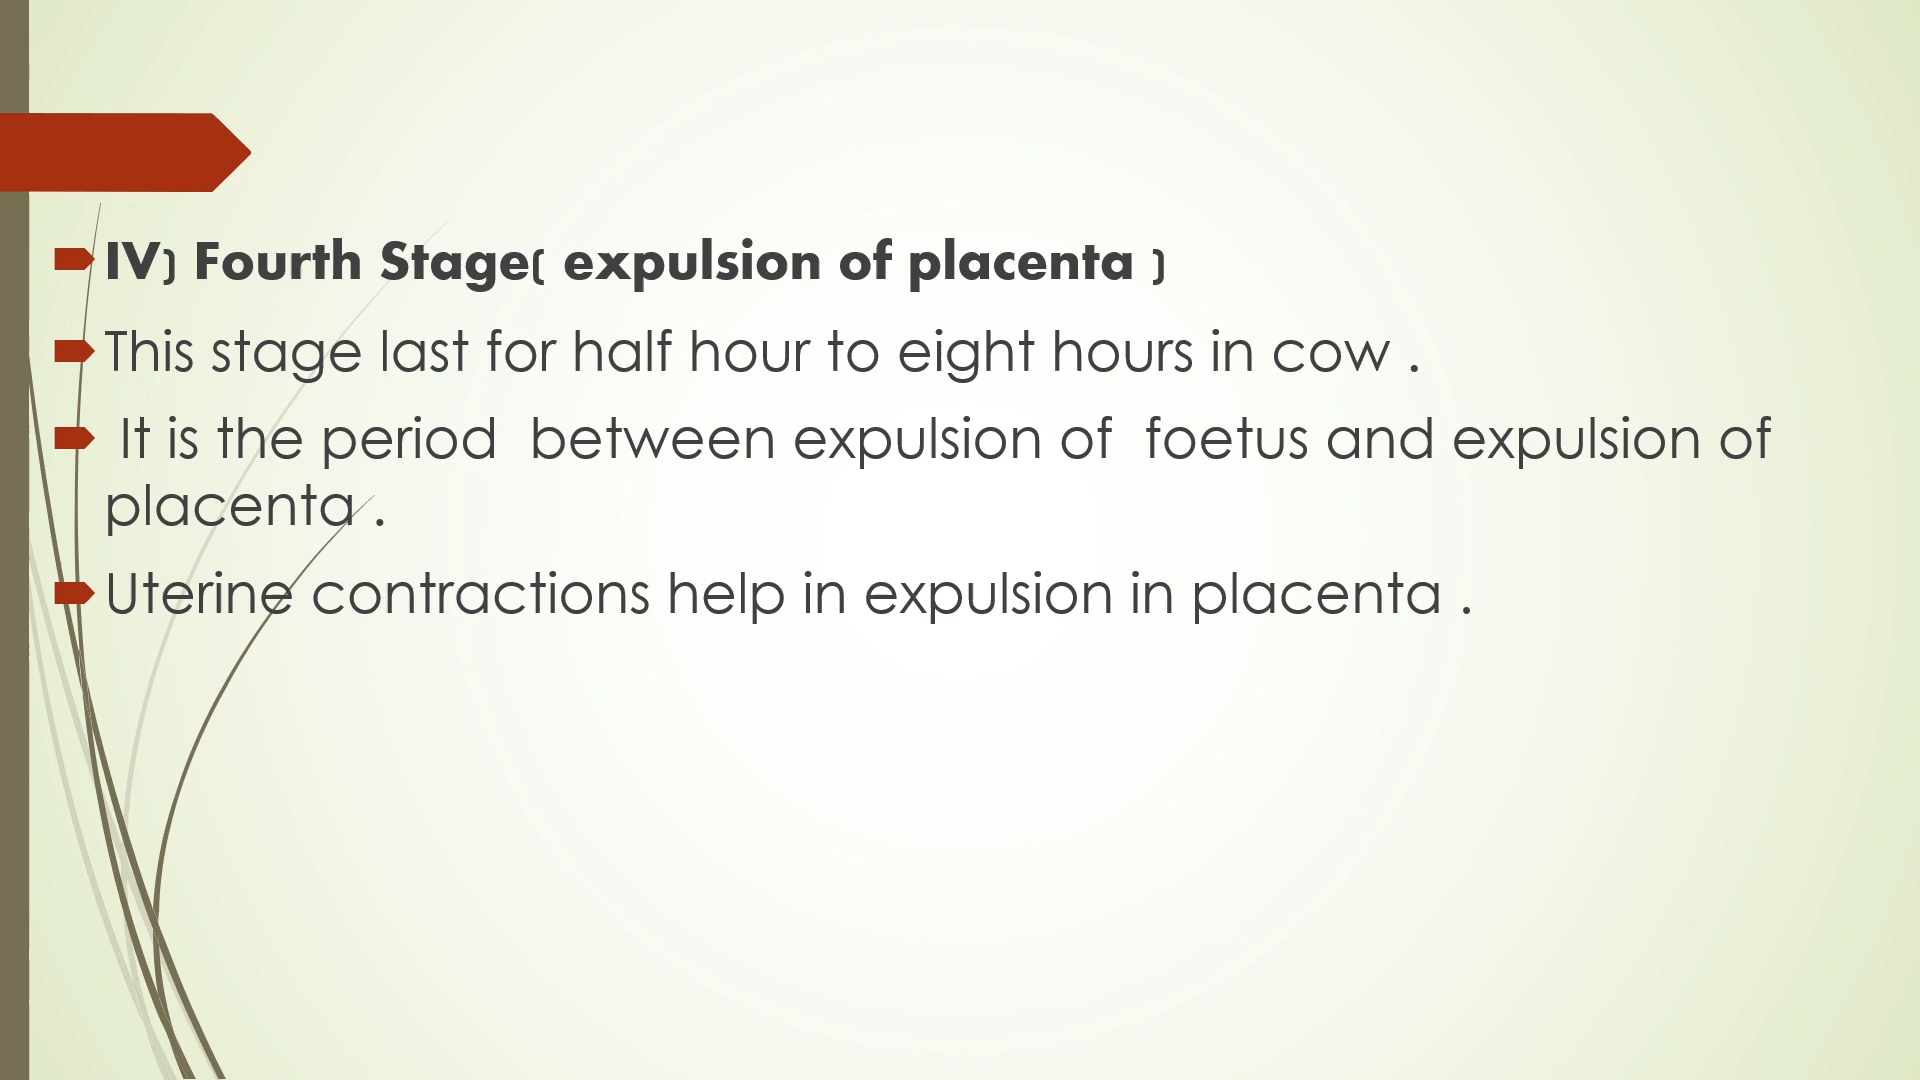 IV) Fourth Stage( expulsion of placenta )
This stage last for half hour to eight hours in cow .
It is the period  between expulsion of  foetus and expulsion of
placenta .
Uterine contractions help in expulsion in placenta .